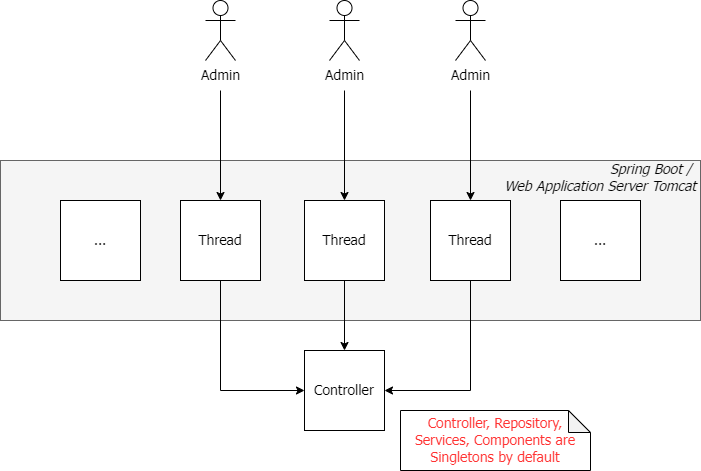 Admin
Admin
Admin
Spring Boot /
Web Application Server Tomcat
...
Thread
Thread
Thread
...
Controller
Controller, Repository,
Services, Components are
Singletons by default